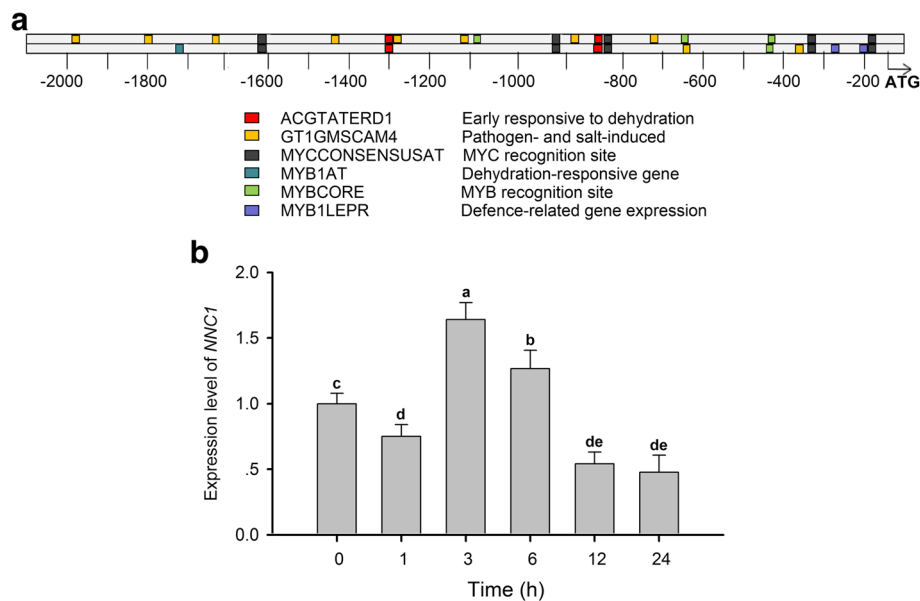 a
-2000 -1800 -1600 -1400 -1200 -1000 -800 -600 -400 -200 ATG
ACGTATERD1 Early responsive to dehydration
GT1GMSCAM4 Pathogen- and salt-induced
MYCCONSENSUSAT MYC recognition site
MYB1AT Dehydration-responsive gene
MYBCORE MYB recognition site
MYB1LEPR Defence-related gene expression
b
2.0
1.5
1.0
.5
0.0
Expression level of NNC1
c
d
a
b
de
de
0 1 3 6 12 24
Time (h)